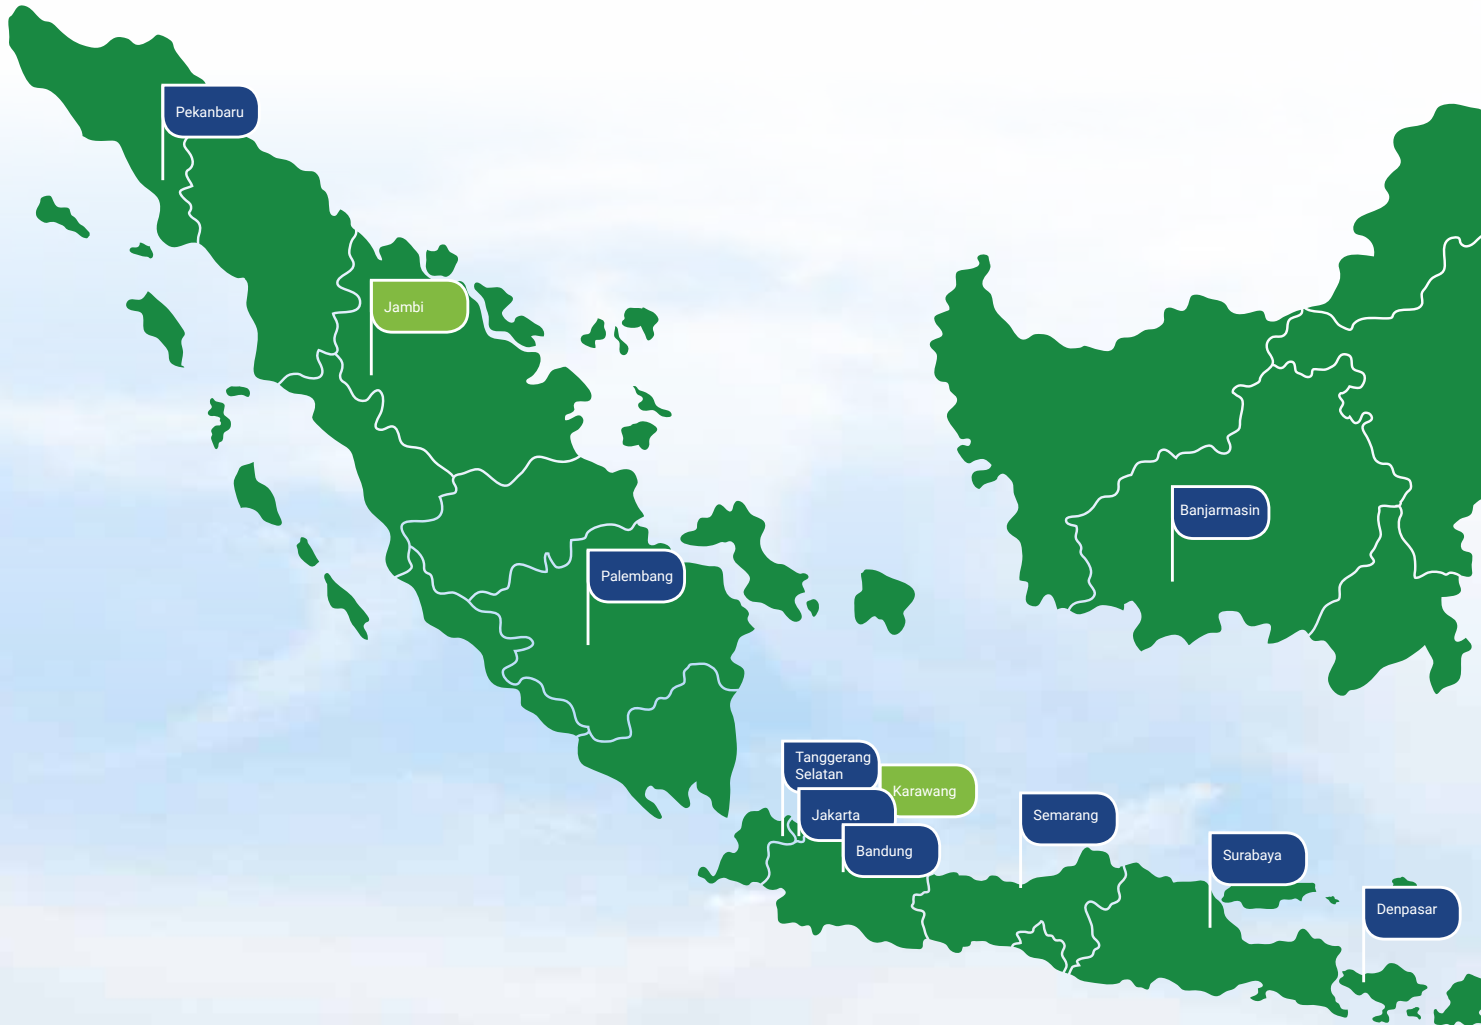 Pekanbaru
Jambi
Banjarmasin
Palembang
Tanggerang
Selatan
Karawang
Jakarta
Semarang
Bandung
Surabaya
Denpasar